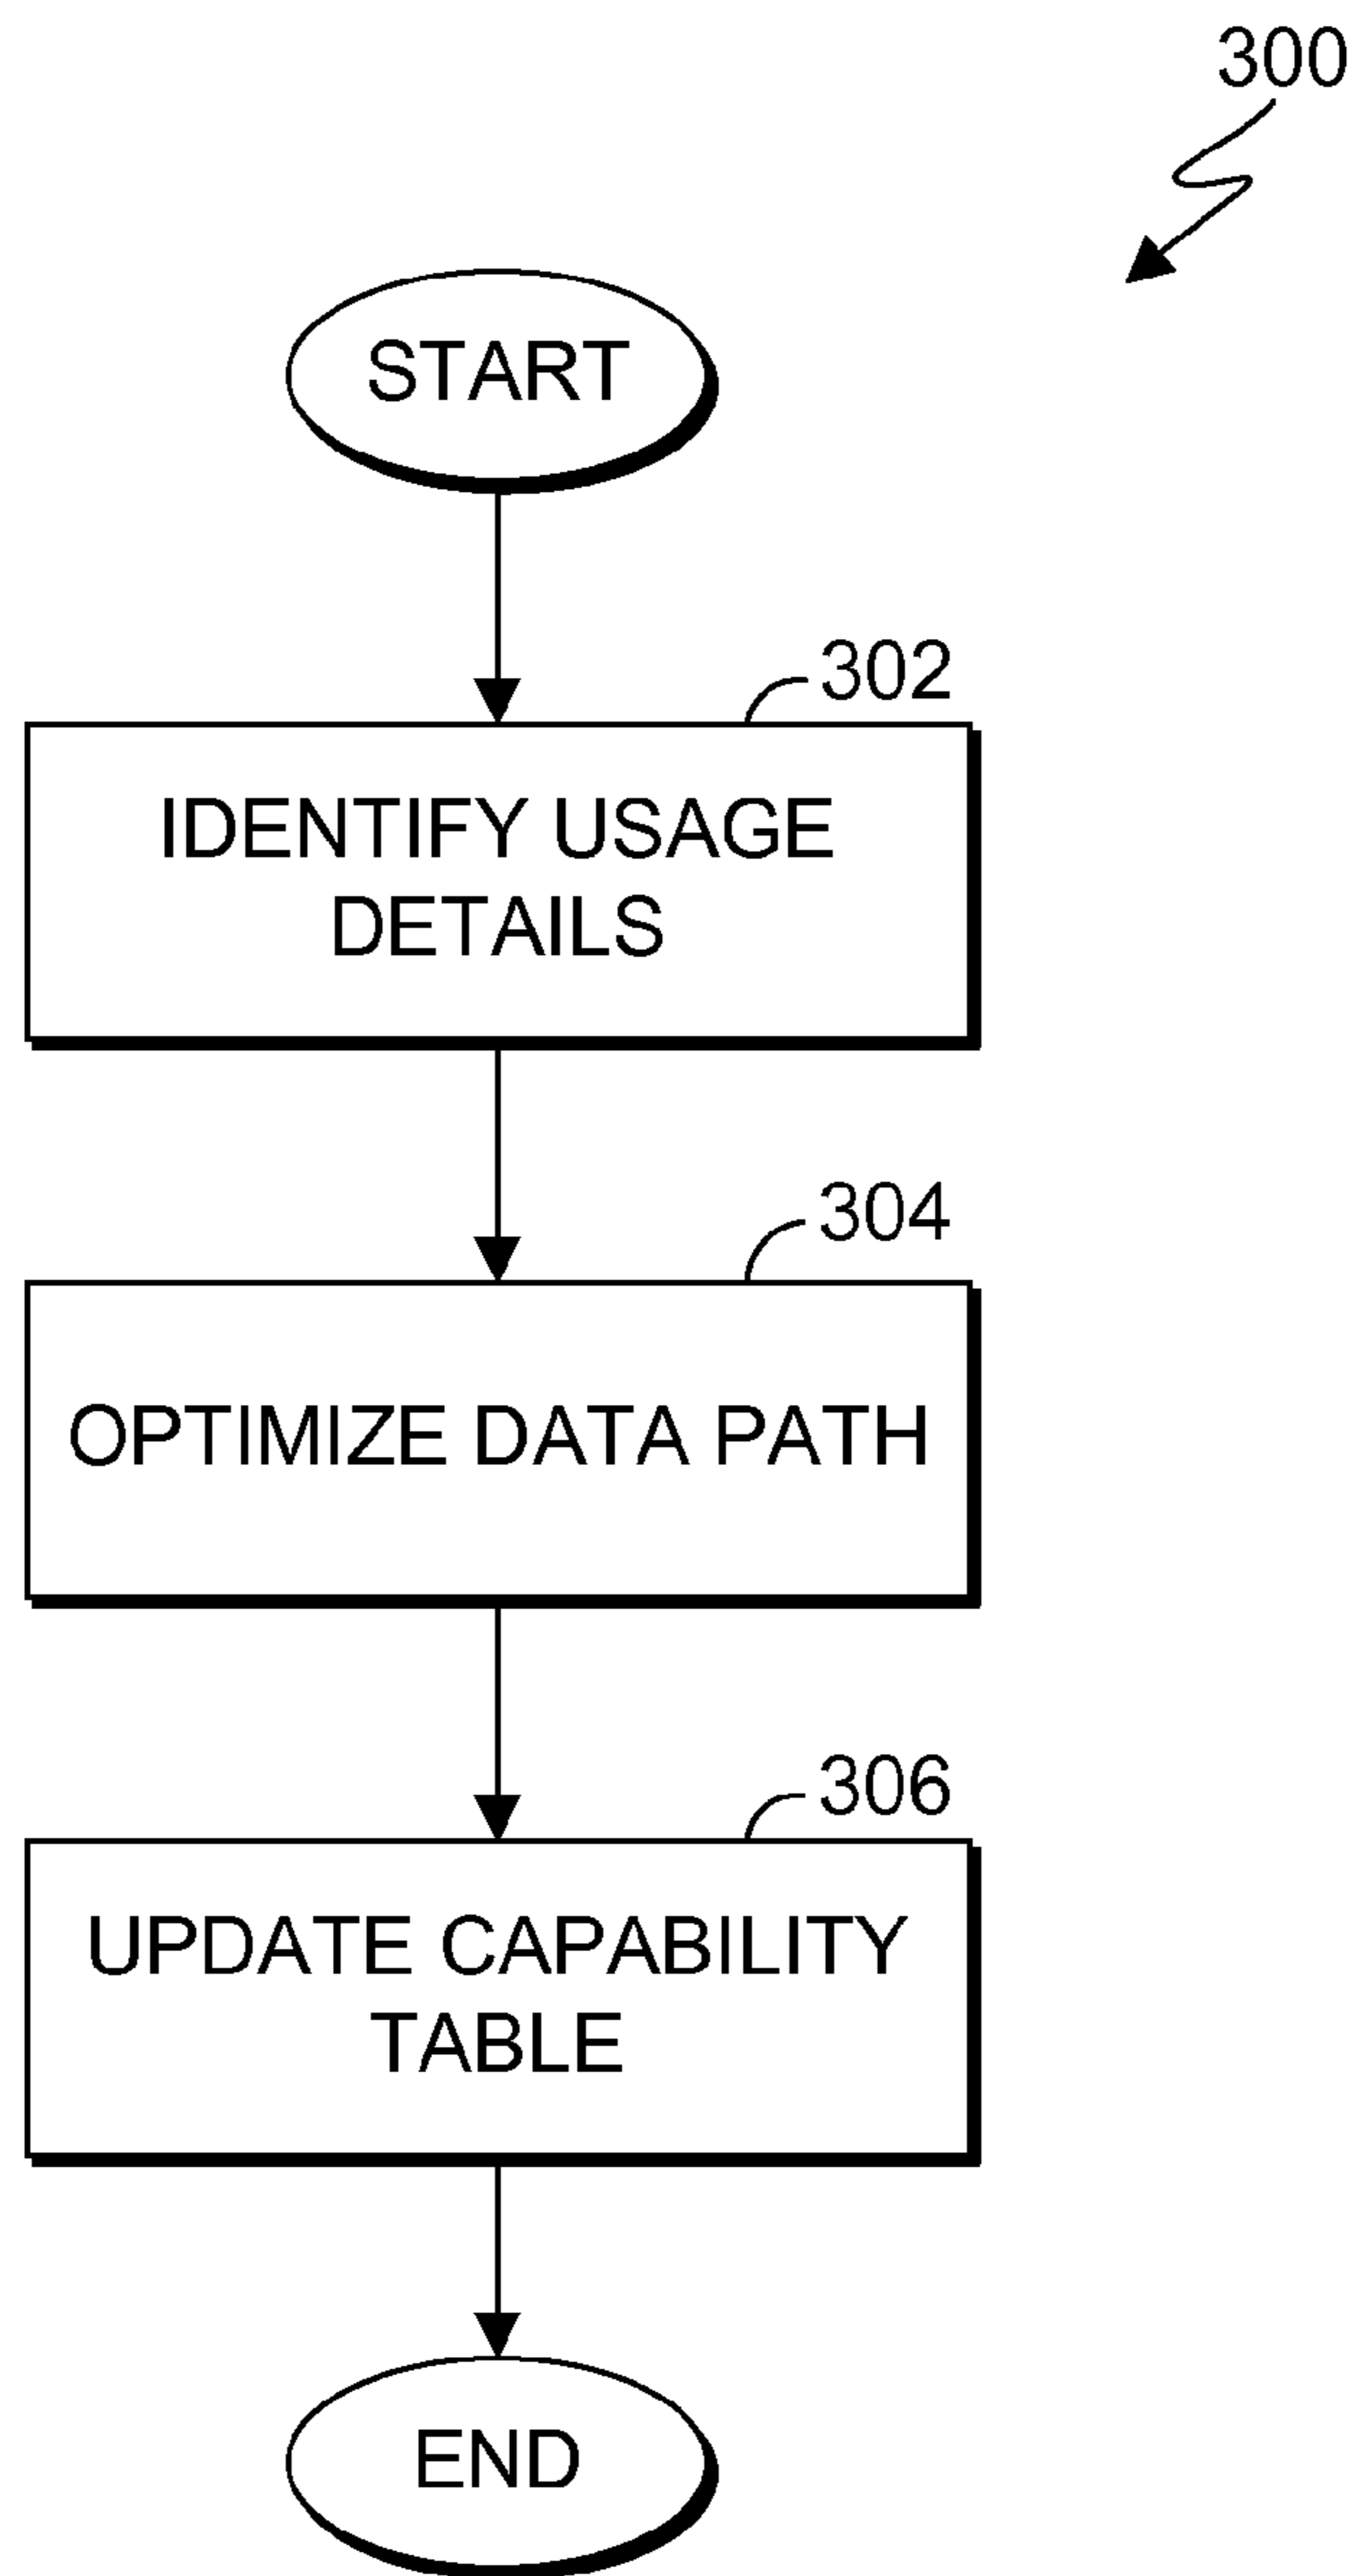 300
START
302
IDENTIFY USAGE
DETAILS
304
OPTIMIZE DATA PATH
306
UPDATE CAPABILITY
TABLE
END